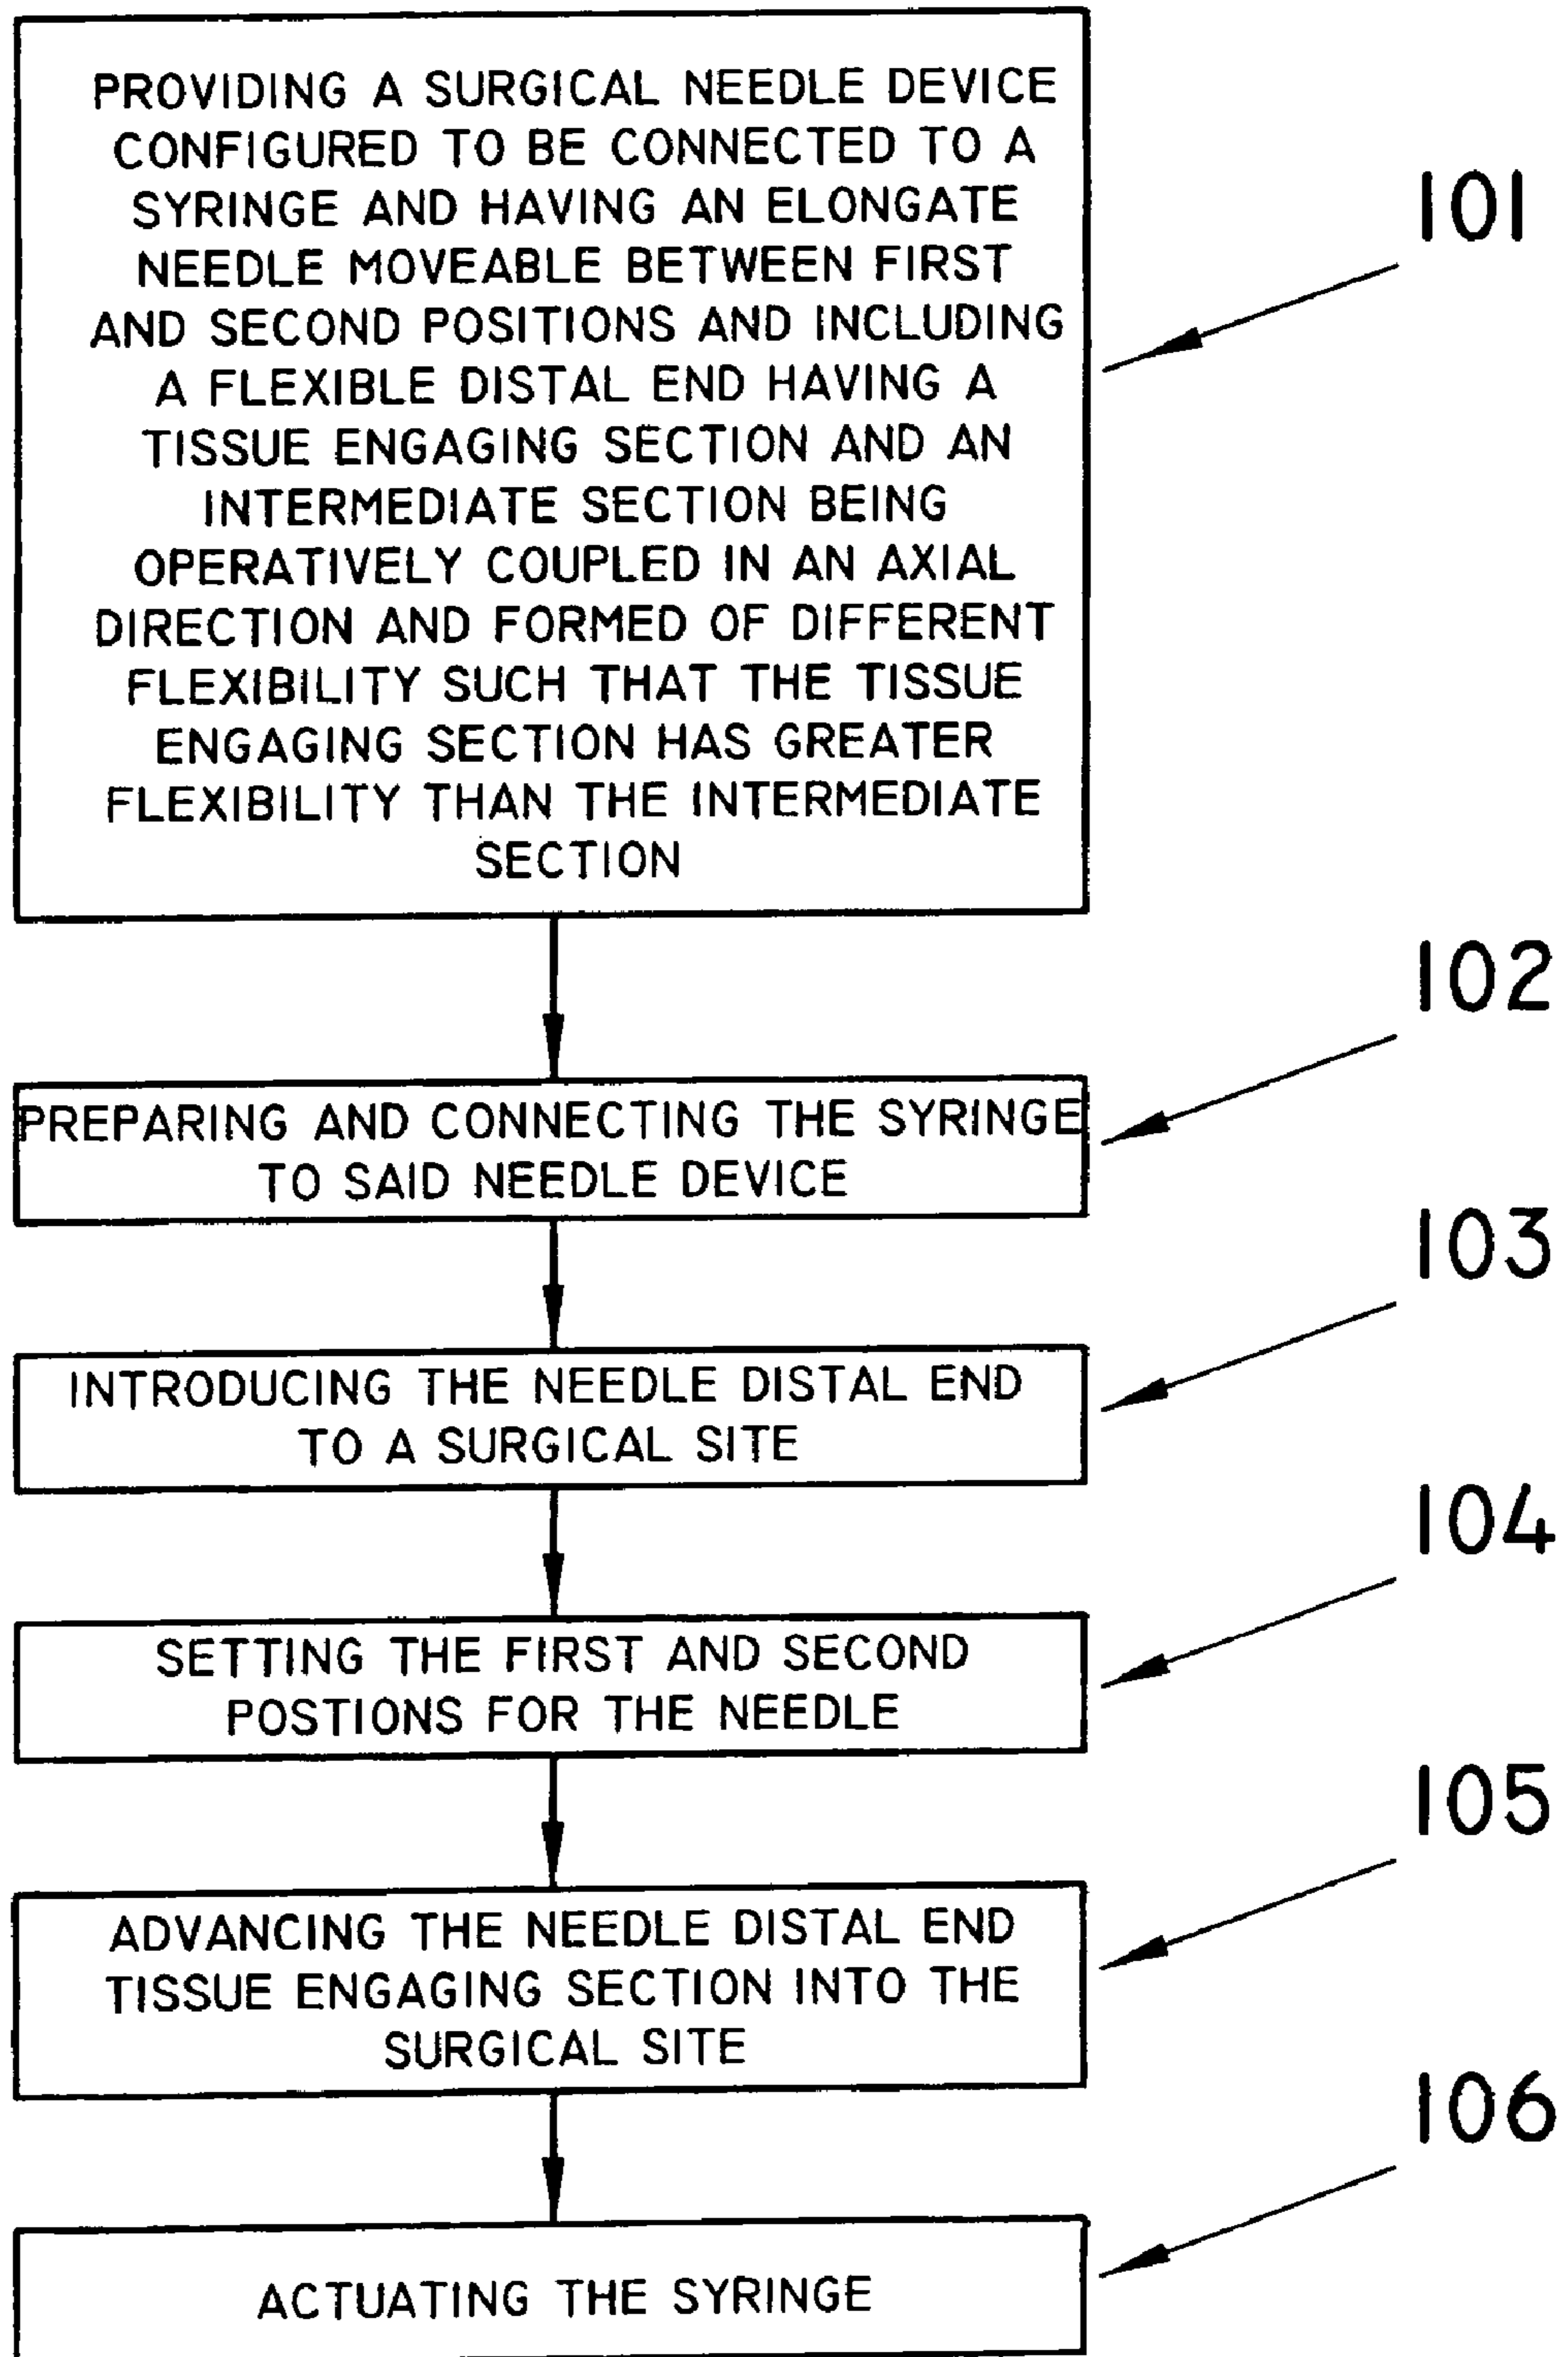 PROVIDING A SURGICAL NEEDLE DEVICE
CONFIGURED TO BE CONNECTED TO A
SYRINGE AND HAVING AN ELONGATE
NEEDLE MOVEABLE BETWEEN FIRST
AND SECOND POSITIONS AND INCLUDING
A FLEXIBLE DISTAL END HAVING A
TISSUE ENGAGING SECTION AND AN
INTERMEDIATE SECTION BEING
OPERATIVELY COUPLED IN AN AXIAL
DIRECTION AND FORMED OF DIFFERENT
FLEXIBILITY SUCH THAT THE TISSUE
ENGAGING SECTION HAS GREATER
FLEXIBILITY THAN THE INTERMEDIATE
SECTION
101
PREPARING AND CONNECTING THE SYRINGE
TO SAID NEEDLE DEVICE
102
INTRODUCING THE NEEDLE DISTAL END
TO A SURGICAL SITE
103
SETTING THE FIRST AND SECOND
POSTIONS FOR THE NEEDLE
104
ADVANCING THE NEEDLE DISTAL END
TISSUE ENGAGING SECTION INTO THE
SURGICAL SITE
105
ACTUATING THE SYRINGE
106